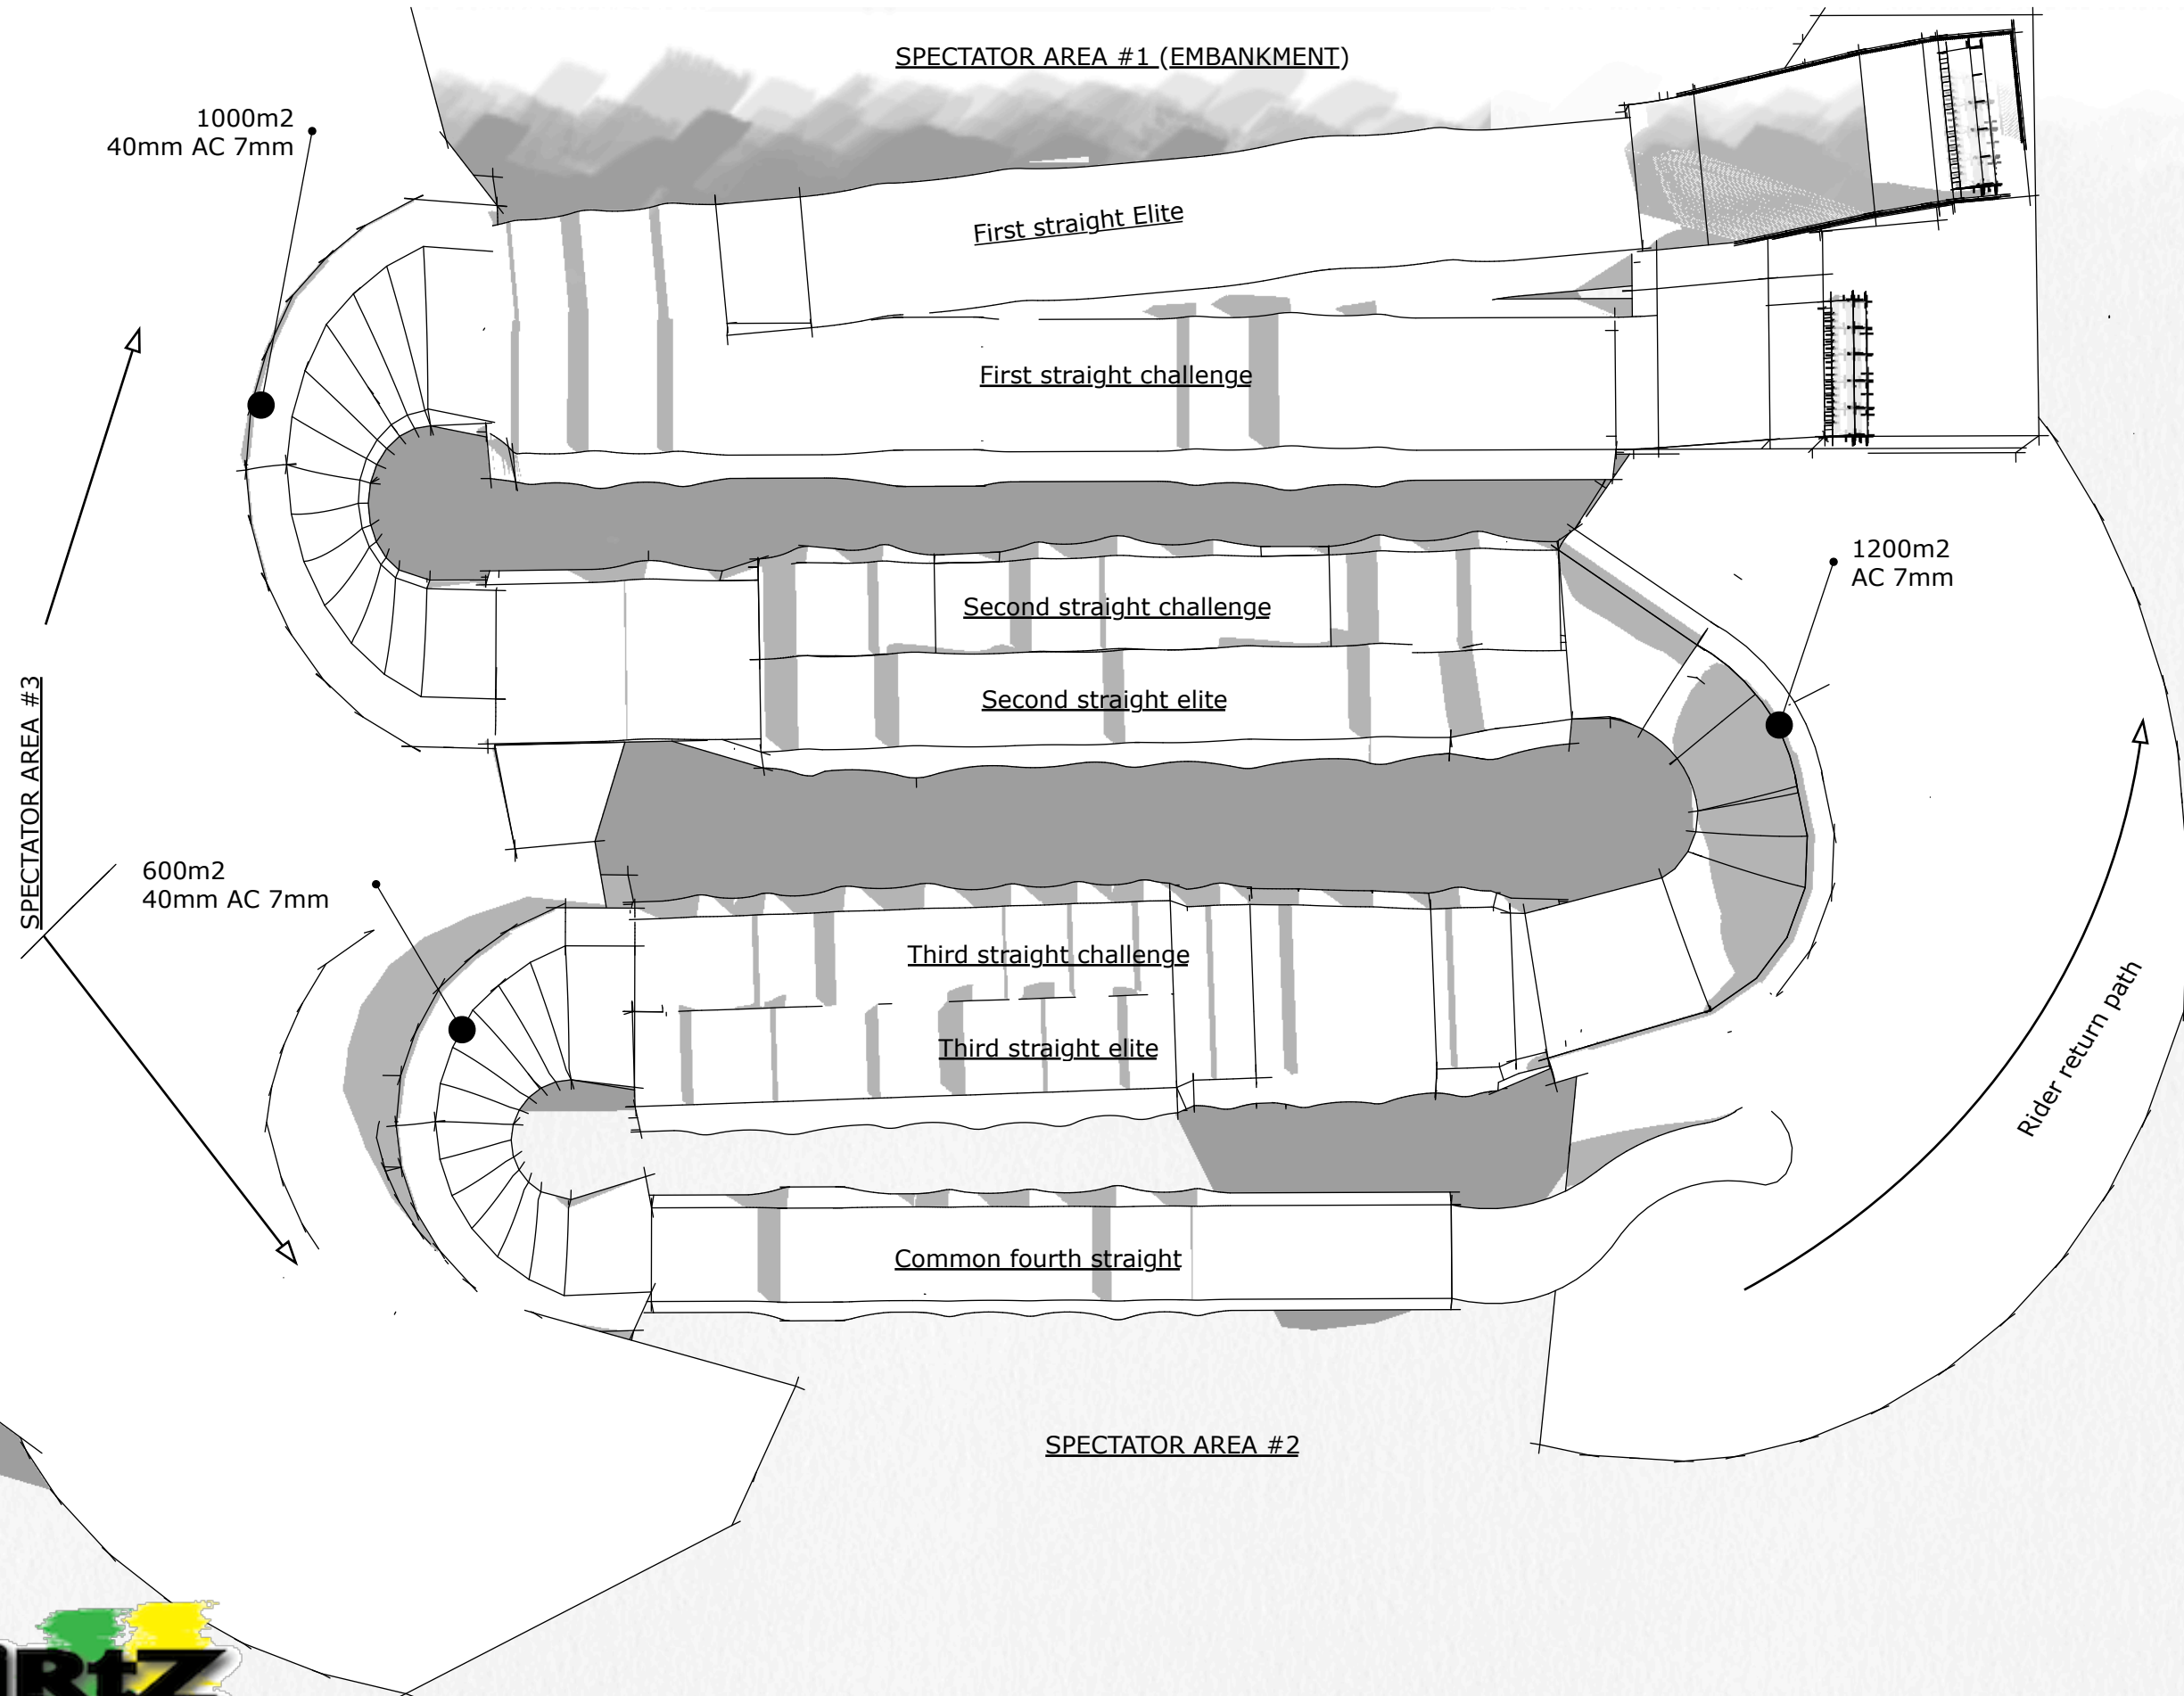 SPECTATOR AREA #1 (EMBANKMENT)
1000m2
40mm AC 7mm
First straight Elite
First straight challenge
1200m2
AC 7mm
Second straight challenge
Second straight elite
SPECTATOR AREA #3
600m2
40mm AC 7mm
Third straight challenge
Third straight elite
Rider return path
Common fourth straight
SPECTATOR AREA #2